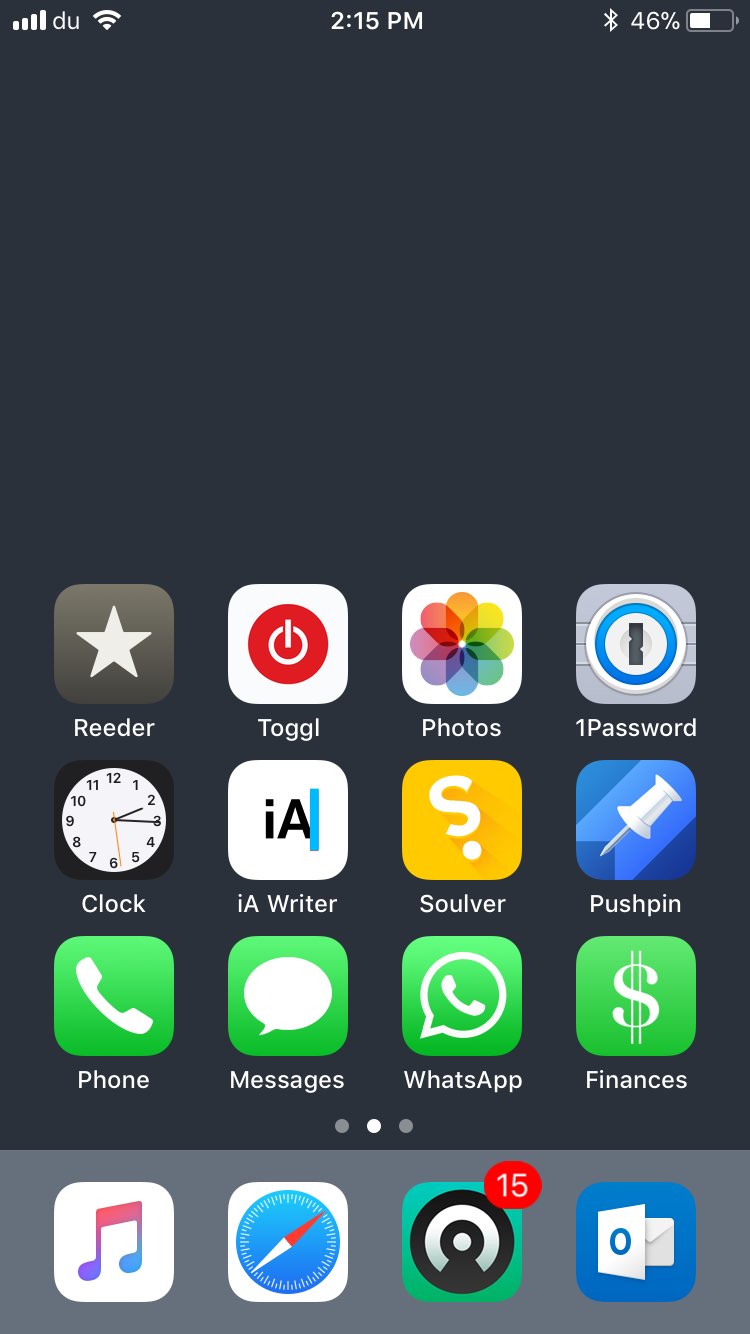 du 2:15 PM 46%
Reeder Toggl Photos 1Password
12
11 1
10 2
9 3
8 4
7 5
6
iA
S
Clock iA Writer Soulver Pushpin
$
Phone Messages WhatsApp Finances
15
O